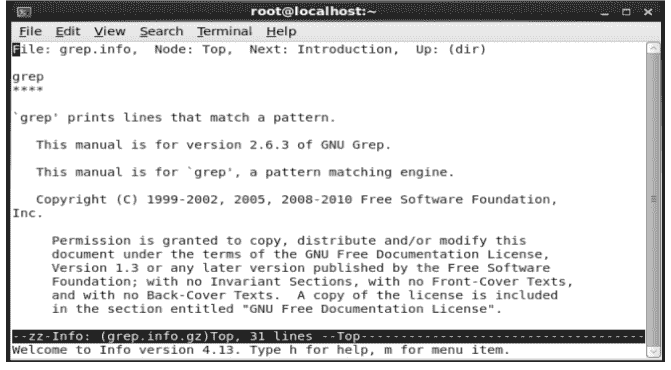 root@localhost:~
File Edit View Search Terminal Help
File: grep.info,  Node: Top,  Next: Introduction,  Up: (dir)
grep
****
`grep' prints lines that match a pattern.
This manual is for version 2.6.3 of GNU Grep.
This manual is for `grep', a pattern matching engine.
Copyright (C) 1999-2002, 2005, 2008-2010 Free Software Foundation,
Inc.
Permission is granted to copy, distribute and/or modify this
document under the terms of the GNU Free Documentation License,
Version 1.3 or any later version published by the Free Software
Foundation; with no Invariant Sections, with no Front-Cover Texts,
and with no Back-Cover Texts.  A copy of the license is included
in the section entitled "GNU Free Documentation License".
--zz-Info: (grep.info.gz)Top, 31 lines --Top-------------------------------------
Welcome to Info version 4.13. Type h for help, m for menu item.